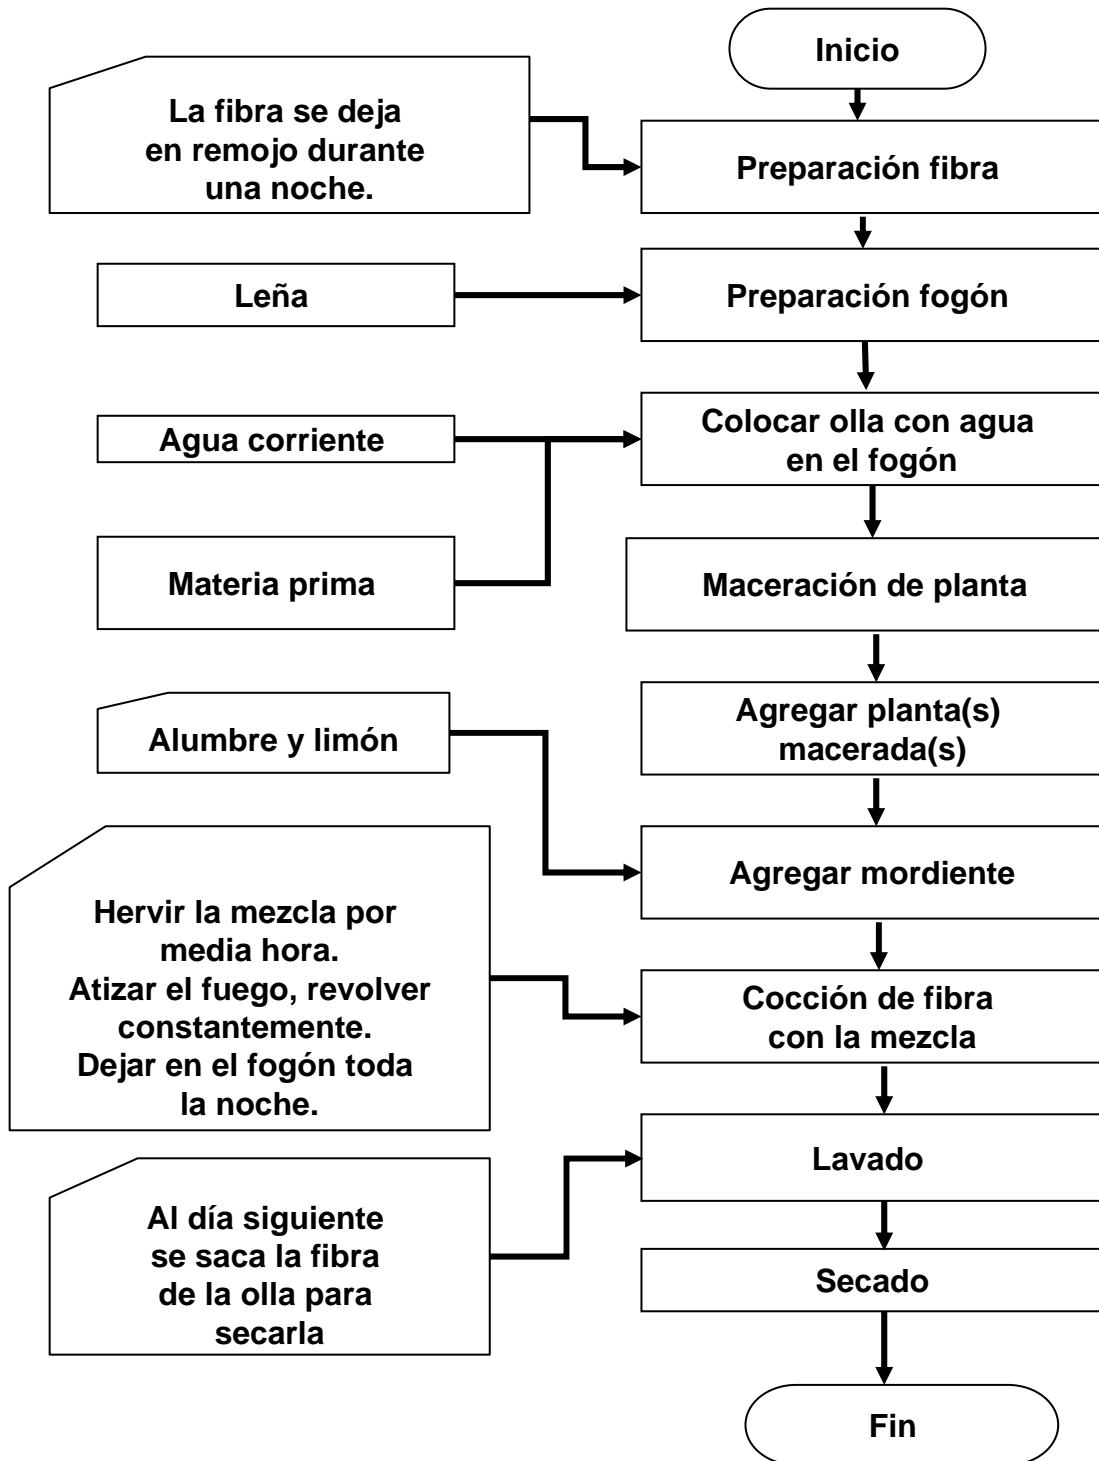 Inicio
La fibra se deja
en remojo durante
una noche.
Preparación fibra
Leña
Preparación fogón
Agua corriente
Colocar olla con agua
en el fogón
Materia prima
Maceración de planta
Agregar planta(s)
macerada(s)
Alumbre y limón
Agregar mordiente
Hervir la mezcla por
media hora.
Atizar el fuego, revolver
constantemente.
Dejar en el fogón toda
la noche.
Cocción de fibra
con la mezcla
Lavado
Al día siguiente
se saca la fibra
de la olla para
secarla
Secado
Fin